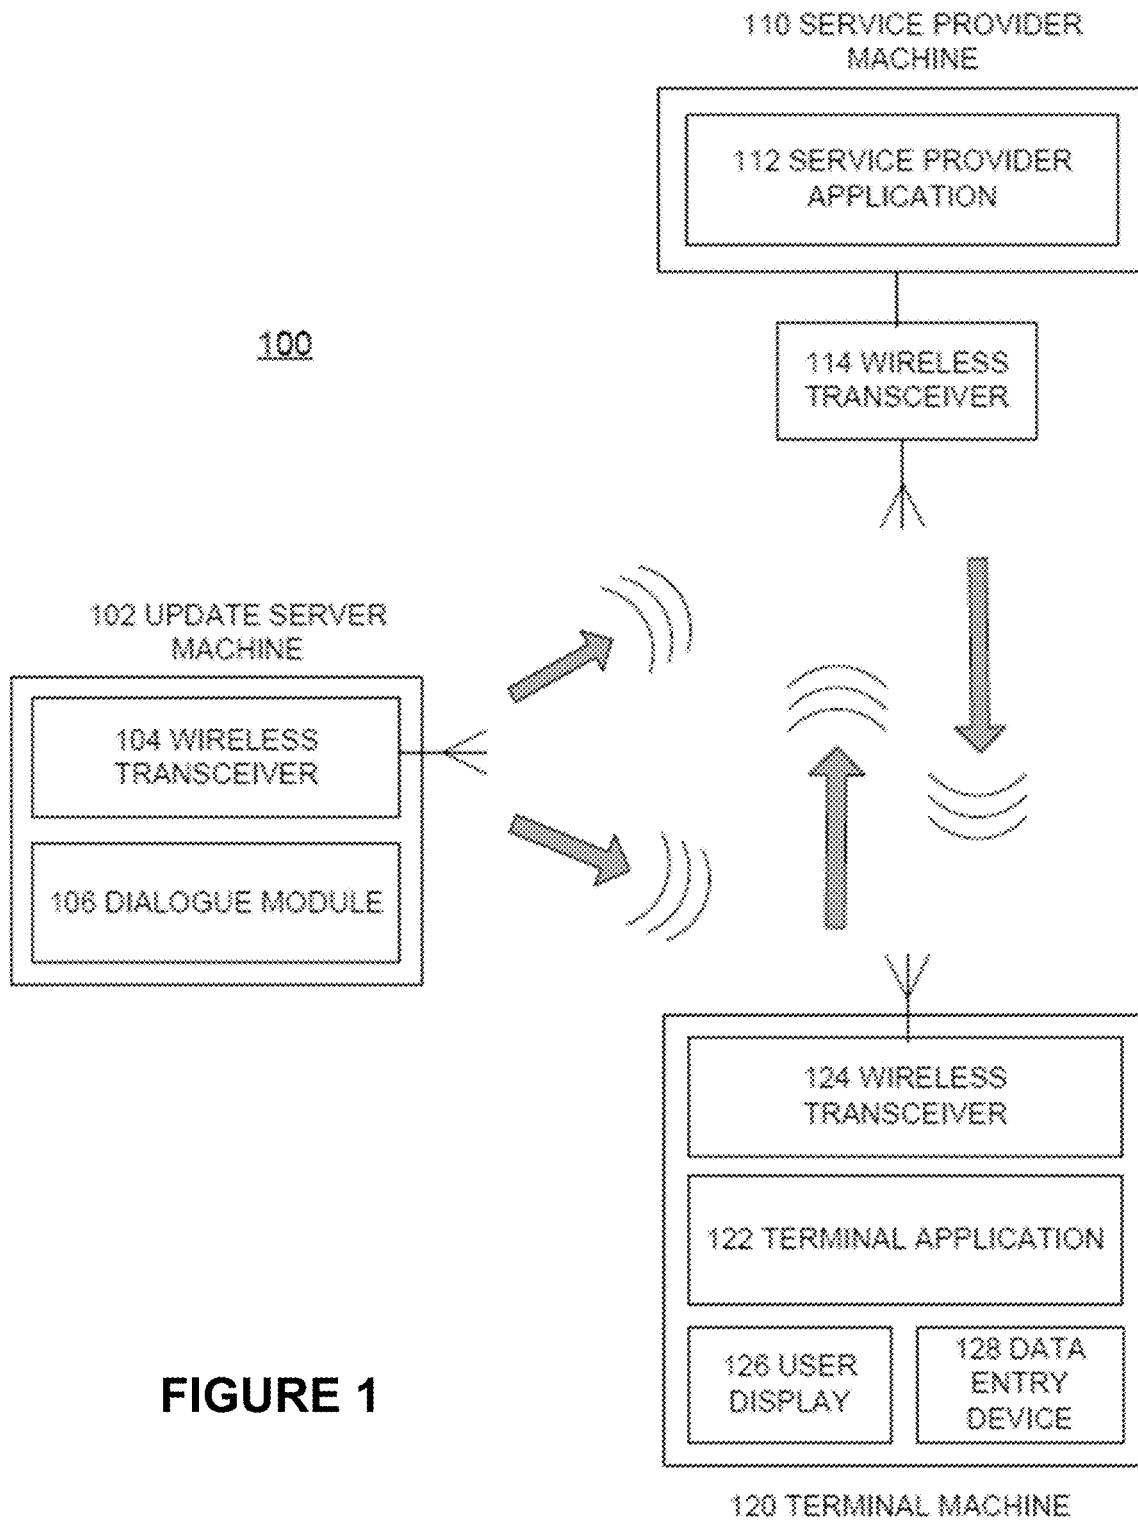 110 SERVICE PROVIDER
MACHINE
112 SERVICE PROVIDER
APPLICATION
100
114 WIRELESS
TRANSCEIVER
102 UPDATE SERVER
MACHINE
104 WIRELESS
TRANSCEIVER
106 DIALOGUE MODULE
124 WIRELESS
TRANSCEIVER
122 TERMINAL APPLICATION
126 USER
DISPLAY
128 DATA
ENTRY
DEVICE
FIGURE 1
120 TERMINAL MACHINE